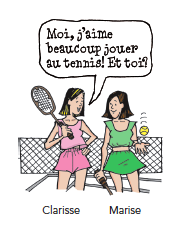 Moi, j'aime
beaucoup jouer
au tennis! Et toi?
Clarisse Marise